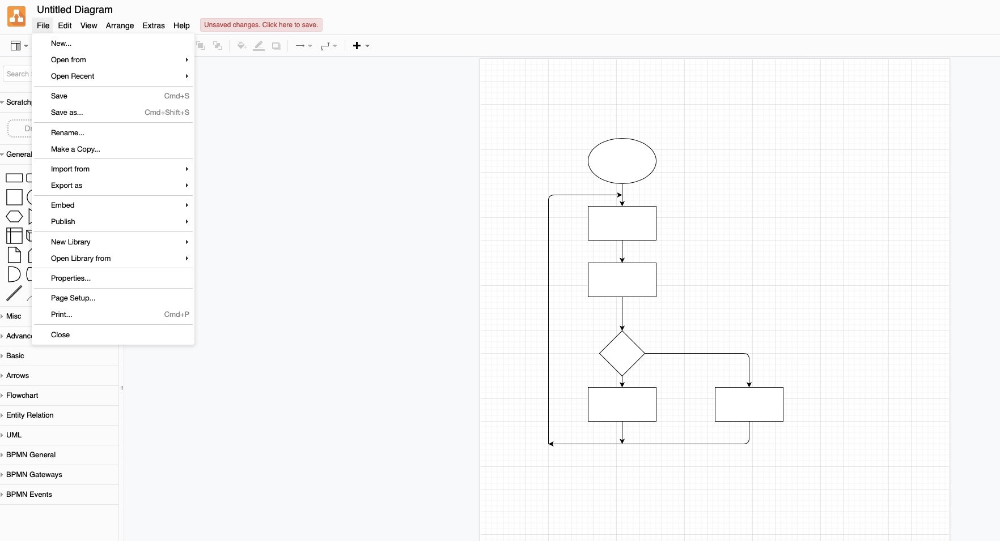 Untitled Diagram
File Edit View Arrange Extras Help Unsaved changes. Click here to save.
New...
Open from
Open Recent
Save Cmd+S
Save as... Cmd+Shift+S
Rename...
Make a Copy...
Import from
Export as
Embed
Publish
New Library
Open Library from
Properties...
Page Setup...
Print... Cmd+P
Close
Search
General
Misc
Basic
Arrows
Flowchart
Entity Relation
UML
BPMN General
BPMN Gateways
BPMN Events